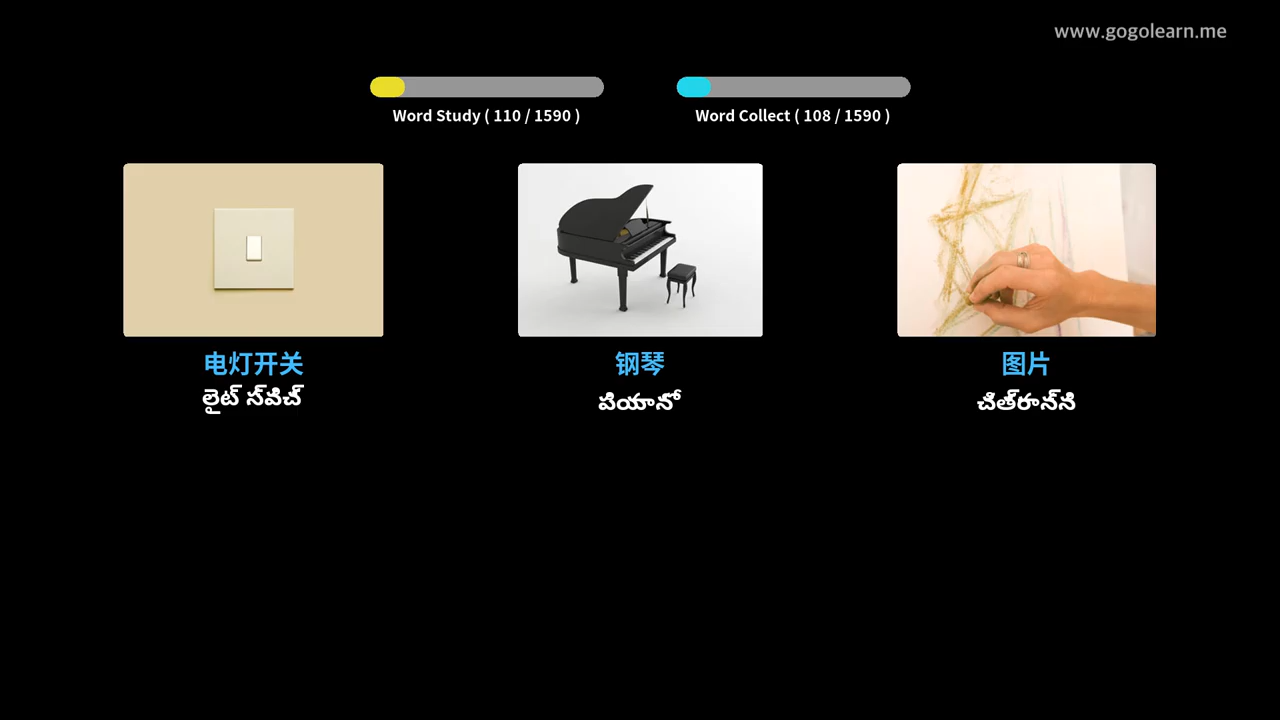 www.gogolearn.me
Word Study ( 110 / 1590 )
Word Collect ( 108 / 1590 )
电灯开关
లైట్ స్‌విచ్
钢琴
పియానో
图片
చిత్‌రాన్‌ని